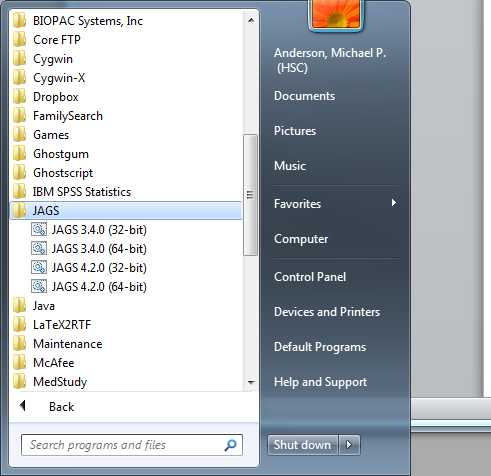 BIOPAC Systems, Inc
Core FTP
Cygwin
Cygwin-X
Dropbox
FamilySearch
Games
Ghostgum
Ghostscript
IBM SPSS Statistics
JAGS
JAGS 3.4.0 (32-bit)
JAGS 3.4.0 (64-bit)
JAGS 4.2.0 (32-bit)
JAGS 4.2.0 (64-bit)
Java
LaTeX2RTF
Maintenance
McAfee
MedStudy
Back
Search programs and files
Anderson, Michael P.
(HSC)
Documents
Pictures
Music
Favorites
Computer
Control Panel
Devices and Printers
Default Programs
Help and Support
Shut down